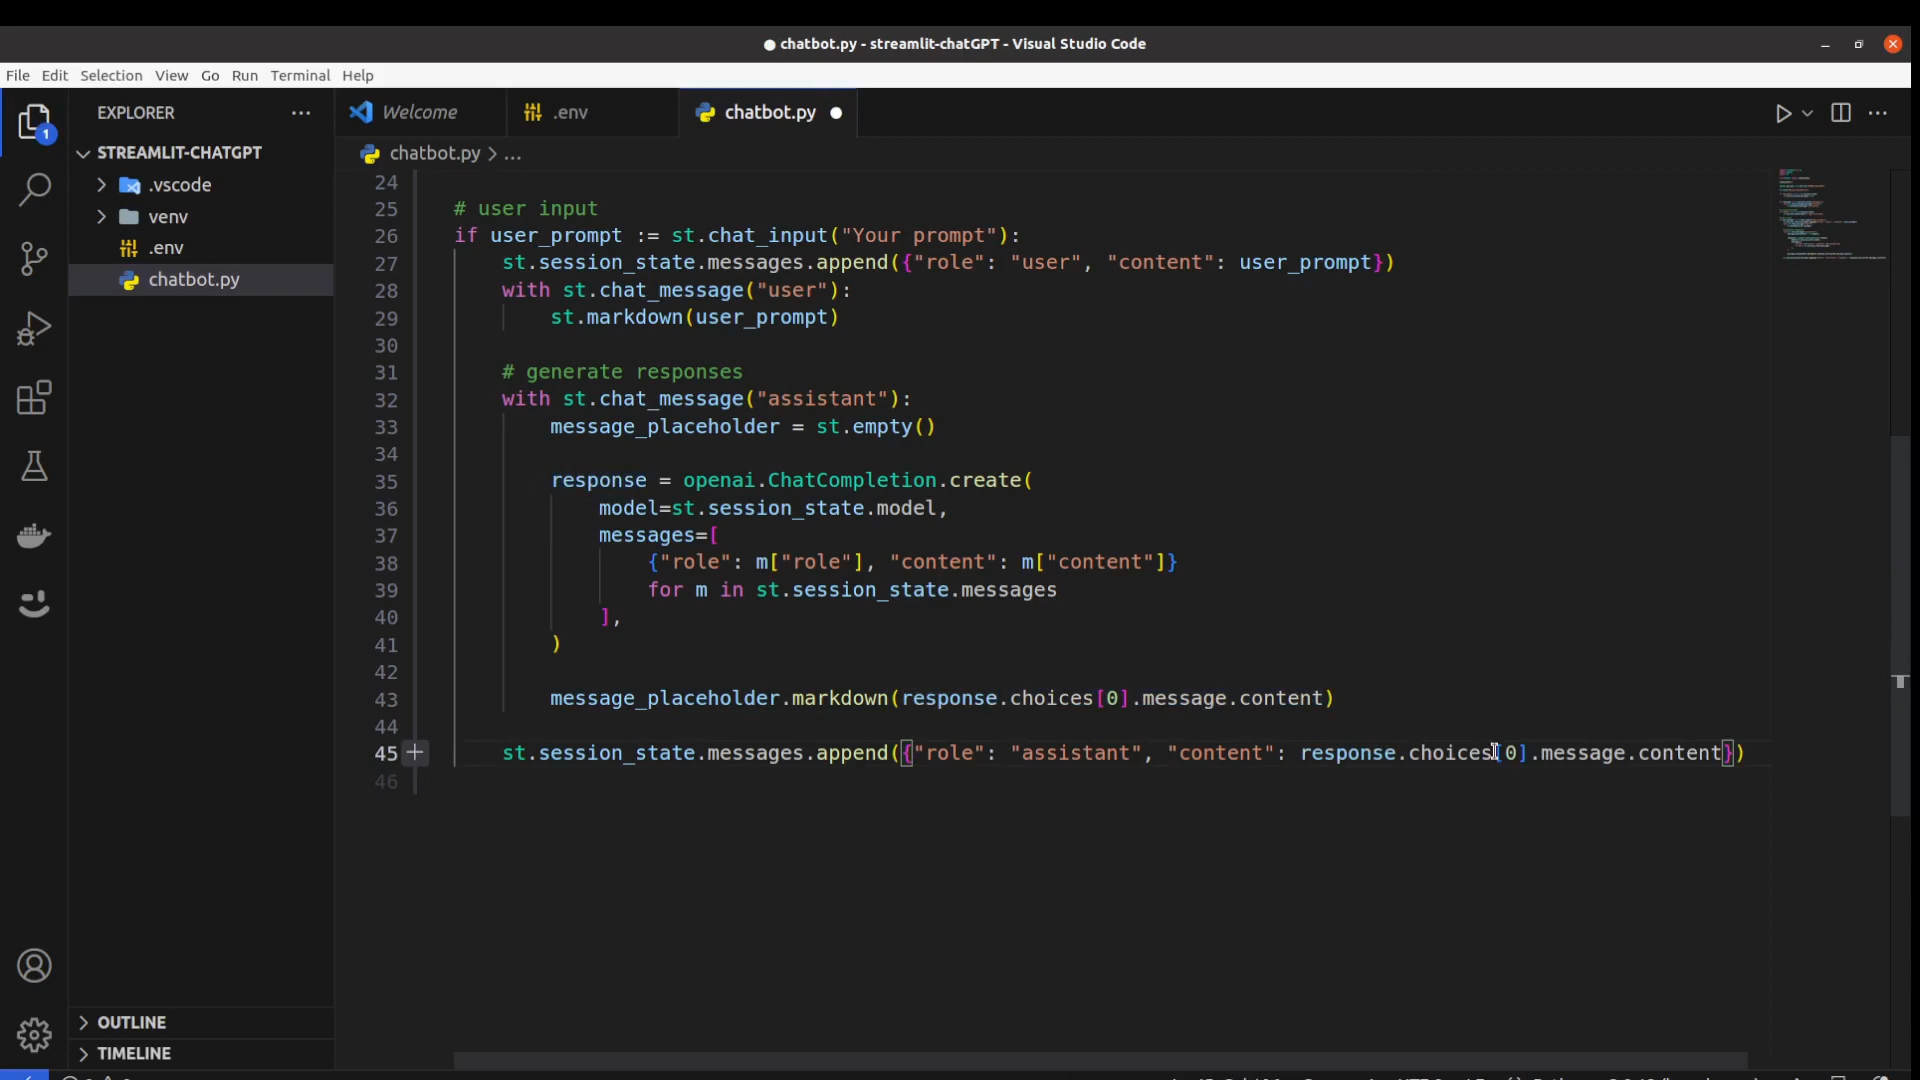 chatbot.py - streamlit-chatGPT - Visual Studio Code
File Edit Selection View Go Run Terminal Help
EXPLORER
Welcome
.env
chatbot.py
1
STREAMLIT-CHATGPT
chatbot.py > ...
.vscode
venv
.env
chatbot.py
24
25 # user input
26 if user_prompt := st.chat_input("Your prompt"):
27 st.session_state.messages.append({"role": "user", "content": user_prompt})
28 with st.chat_message("user"):
29 st.markdown(user_prompt)
30
31 # generate responses
32 with st.chat_message("assistant"):
33 message_placeholder = st.empty()
34
35 response = openai.ChatCompletion.create(
36 model=st.session_state.model,
37 messages=[
38 {"role": m["role"], "content": m["content"]}
39 for m in st.session_state.messages
40 ],
41 )
42
43 message_placeholder.markdown(response.choices[0].message.content)
44
45 st.session_state.messages.append({"role": "assistant", "content": response.choices[0].message.content})
46
OUTLINE
TIMELINE